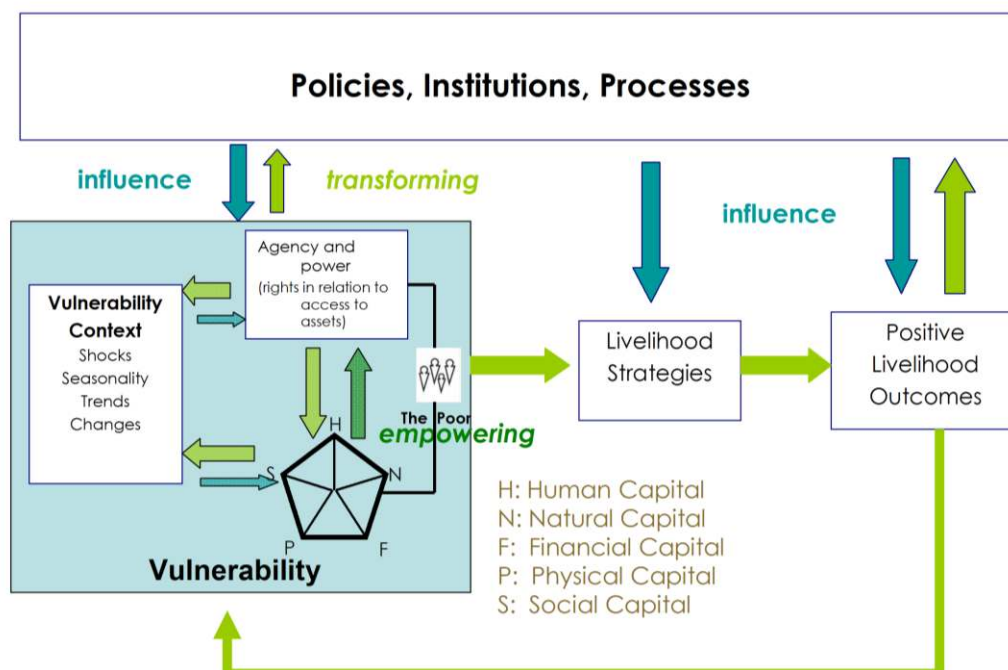 Policies, Institutions, Processes
influence
transforming
influence
Agency and
power
(rights in relation to
access to
assets)
Vulnerability
Context
Shocks
Seasonality
Trends
Changes
The Poor
empowering
H
S
N
P
F
Vulnerability
Livelihood
Strategies
Positive
Livelihood
Outcomes
H: Human Capital
N: Natural Capital
F: Financial Capital
P: Physical Capital
S: Social Capital